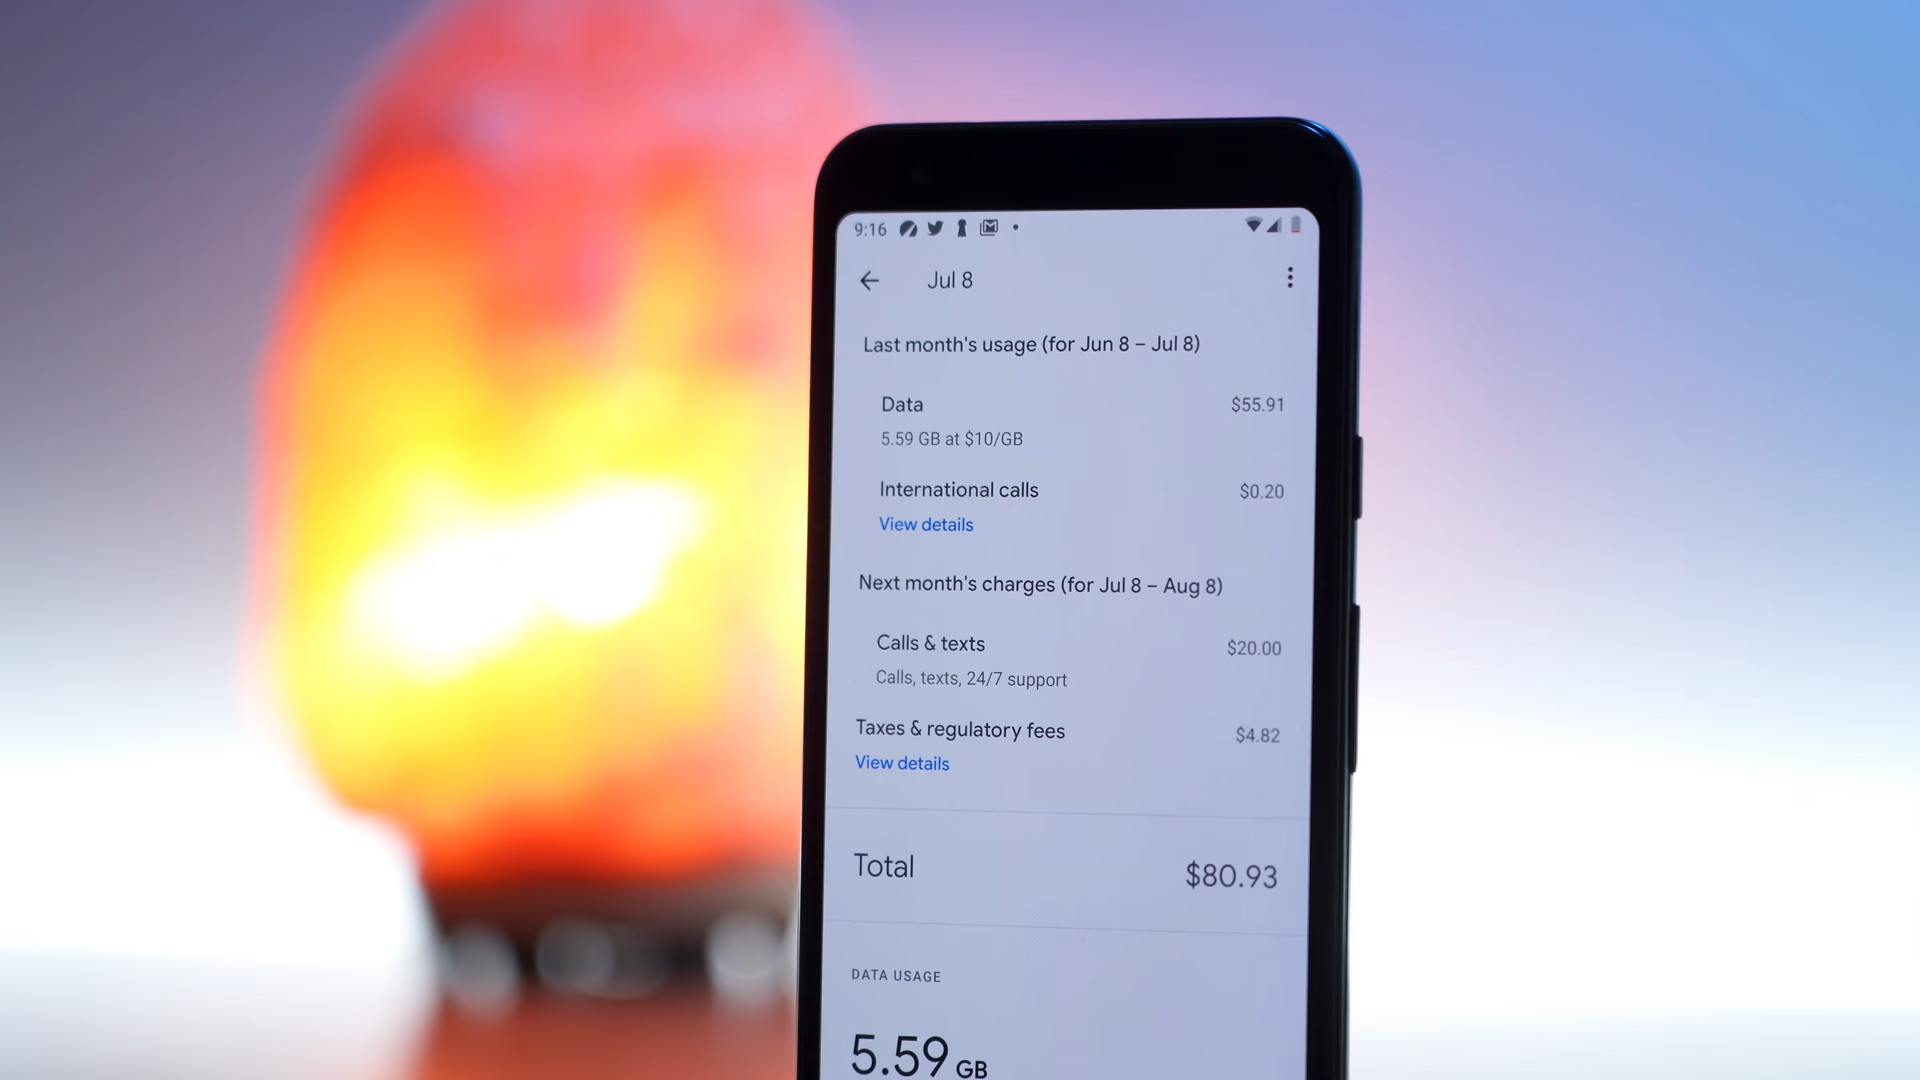 9:16
Jul 8
Last month's usage (for Jun 8 – Jul 8)
Data $55.91
5.59 GB at $10/GB
International calls $0.20
View details
Next month's charges (for Jul 8 – Aug 8)
Calls & texts $20.00
Calls, texts, 24/7 support
Taxes & regulatory fees $4.82
View details
Total $80.93
DATA USAGE
5.59 GB